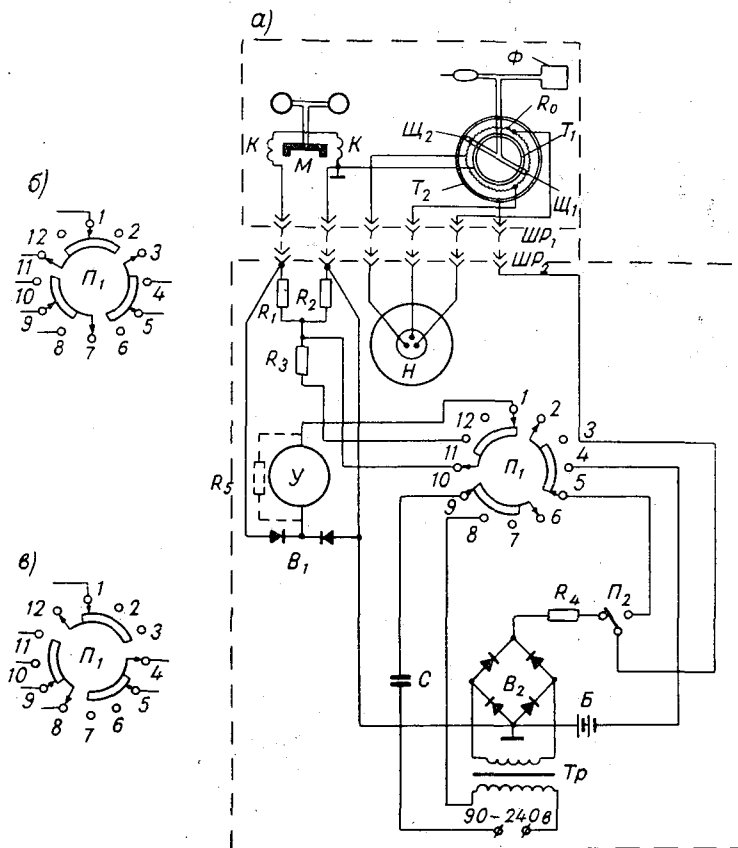 а)
Ф
R₀
Щ₂
T₁
К
К
М
T₂
Щ₁
ШР₁
ШР₂
б)
1
12
2
11
3
П₁
10
4
9
5
8
7
6
R₁
R₂
R₃
Н
1
2
12
3
11
4
П₁
10
5
9
6
8
7
R₅
У
В₁
в)
1
12
2
11
3
П₁
10
4
9
5
8
6
7
R₄
П₂
С
В₂
Б
Тр
90-240в